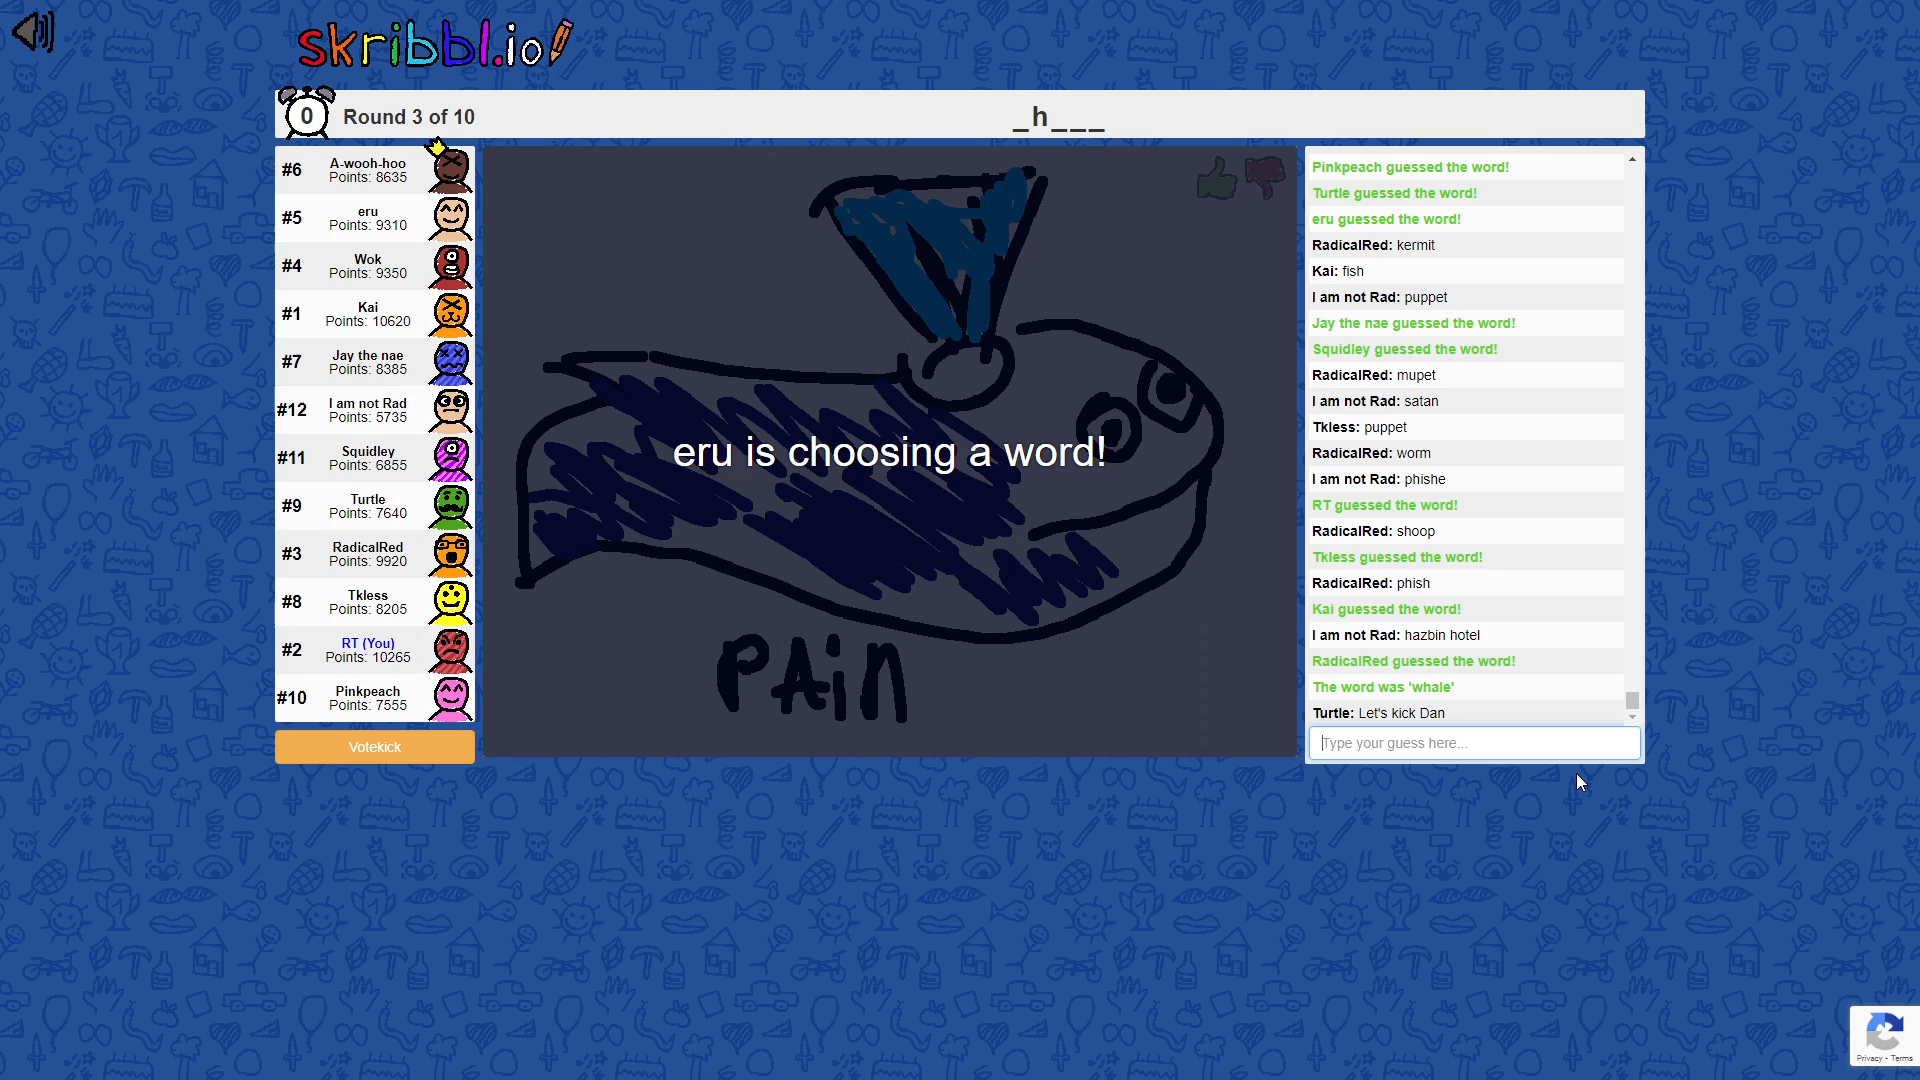 skribbl.io
0
Round 3 of 10
_h___
#6
A-wooh-hoo
Points: 8635
#5
eru
Points: 9310
#4
Wok
Points: 9350
#1
Kai
Points: 10620
#7
Jay the nae
Points: 8385
#12
I am not Rad
Points: 5735
#11
Squidley
Points: 6855
#9
Turtle
Points: 7640
#3
RadicalRed
Points: 9920
#8
Tkless
Points: 8205
#2
RT (You)
Points: 10265
#10
Pinkpeach
Points: 7555
Votekick
eru is choosing a word!
PAin
Pinkpeach guessed the word!
Turtle guessed the word!
eru guessed the word!
RadicalRed: kermit
Kai: fish
I am not Rad: puppet
Jay the nae guessed the word!
Squidley guessed the word!
RadicalRed: mupet
I am not Rad: satan
Tkless: puppet
RadicalRed: worm
I am not Rad: phishe
RT guessed the word!
RadicalRed: shoop
Tkless guessed the word!
RadicalRed: phish
Kai guessed the word!
I am not Rad: hazbin hotel
RadicalRed guessed the word!
The word was 'whale'
Turtle: Let's kick Dan
Type your guess here...
Privacy - Terms